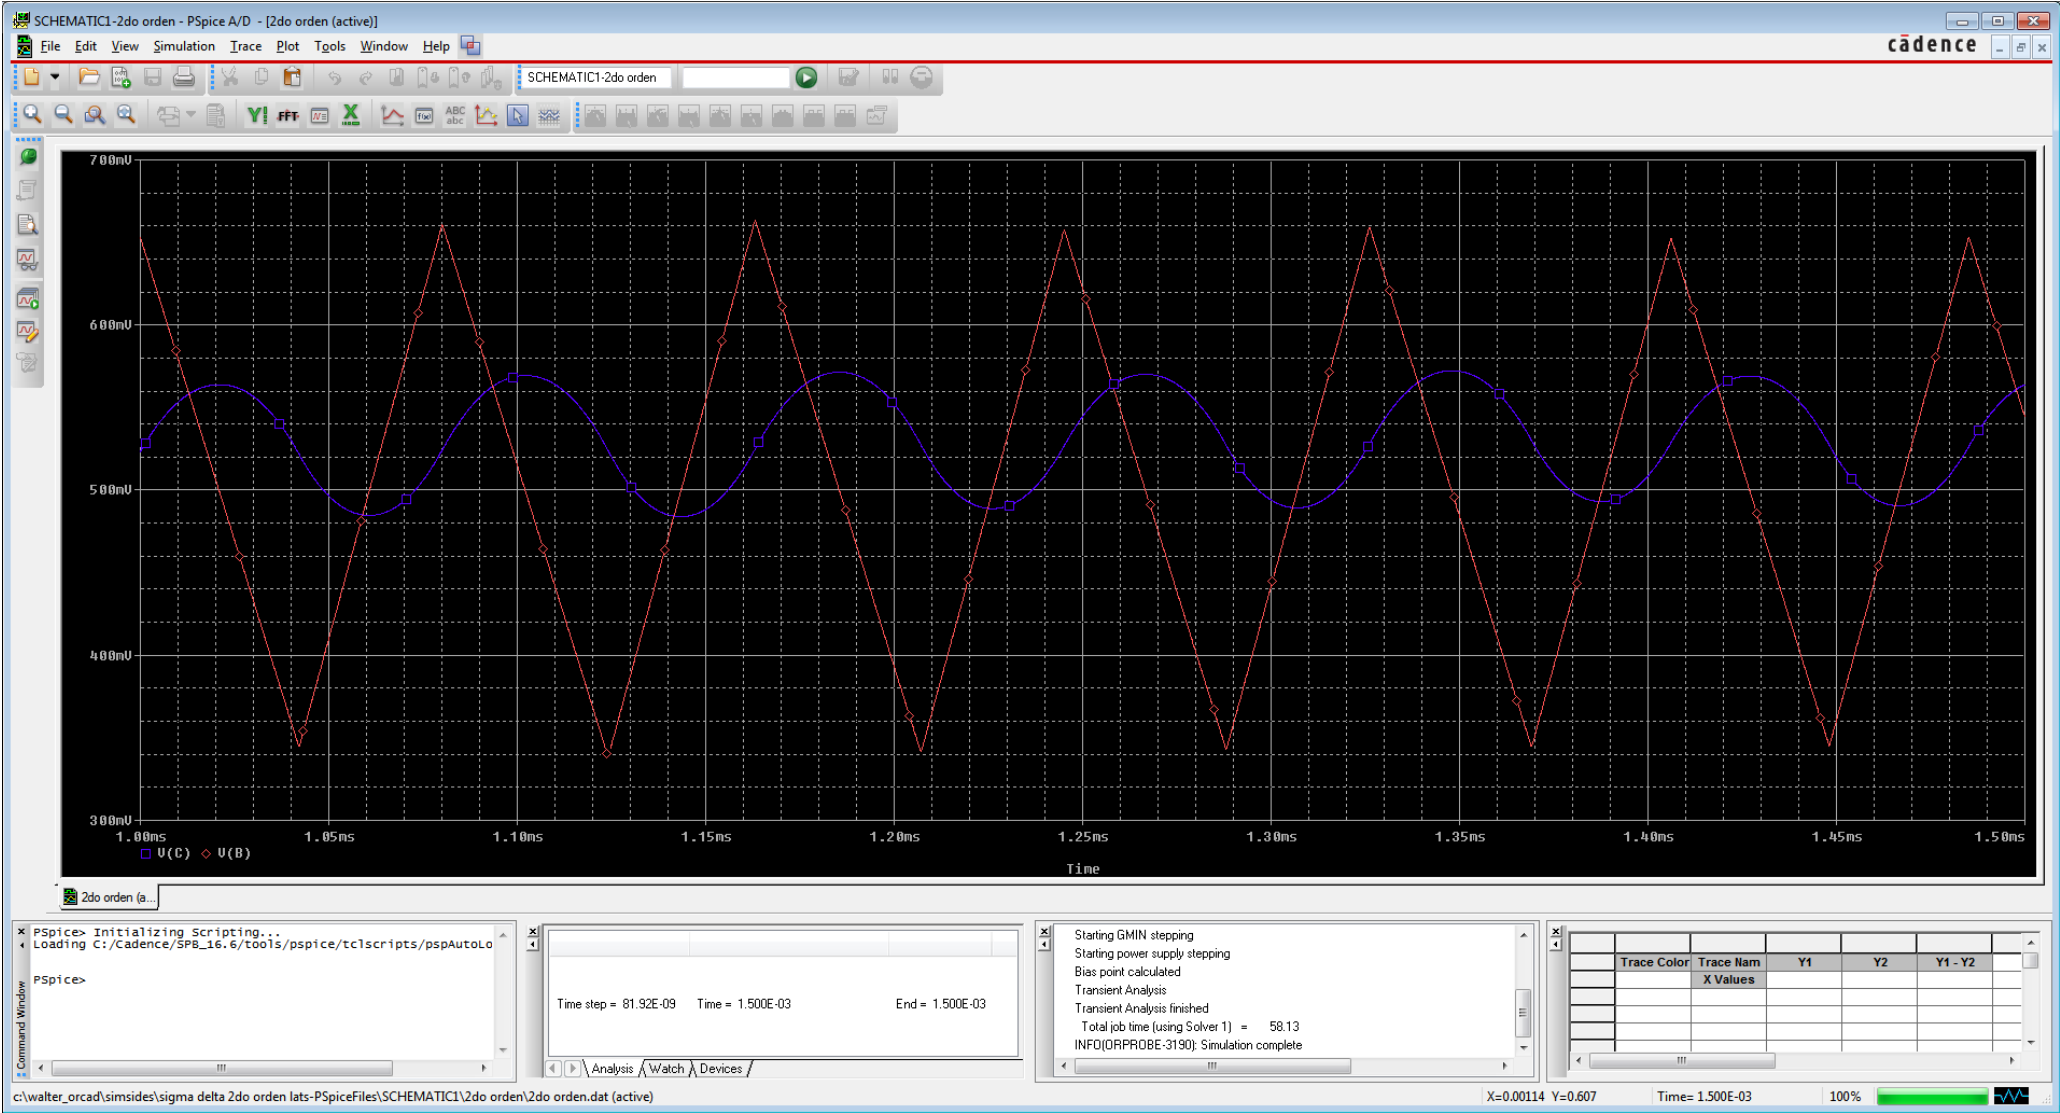 SCHEMATIC1-2do orden - PSpice A/D - [2do orden (active)]
File Edit View Simulation Trace Plot Tools Window Help
cādence
SCHEMATIC1-2do orden
FFT
ABC
abc
700mV
600mV
500mV
400mV
300mV
1.00ms 1.05ms 1.10ms 1.15ms 1.20ms 1.25ms 1.30ms 1.35ms 1.40ms 1.45ms 1.50ms
V(C) V(B)
Time
2do orden (a...
PSpice> Initializing Scripting...
Loading C:/Cadence/SPB_16.6/tools/pspice/tclscripts/pspAutoLo
PSpice>
Command Window
Time step = 81.92E-09 Time = 1.500E-03 End = 1.500E-03
Analysis Watch Devices
Starting GMIN stepping
Starting power supply stepping
Bias point calculated
Transient Analysis
Transient Analysis finished
Total job time (using Solver 1) = 58.13
INFO(ORPROBE-3190): Simulation complete
Trace Color Trace Nam Y1 Y2 Y1 - Y2
X Values
c:\walter_orcad\simsides\sigma delta 2do orden lats-PSpiceFiles\SCHEMATIC1\2do orden\2do orden.dat (active)
X=0.00114 Y=0.607 Time= 1.500E-03 100%